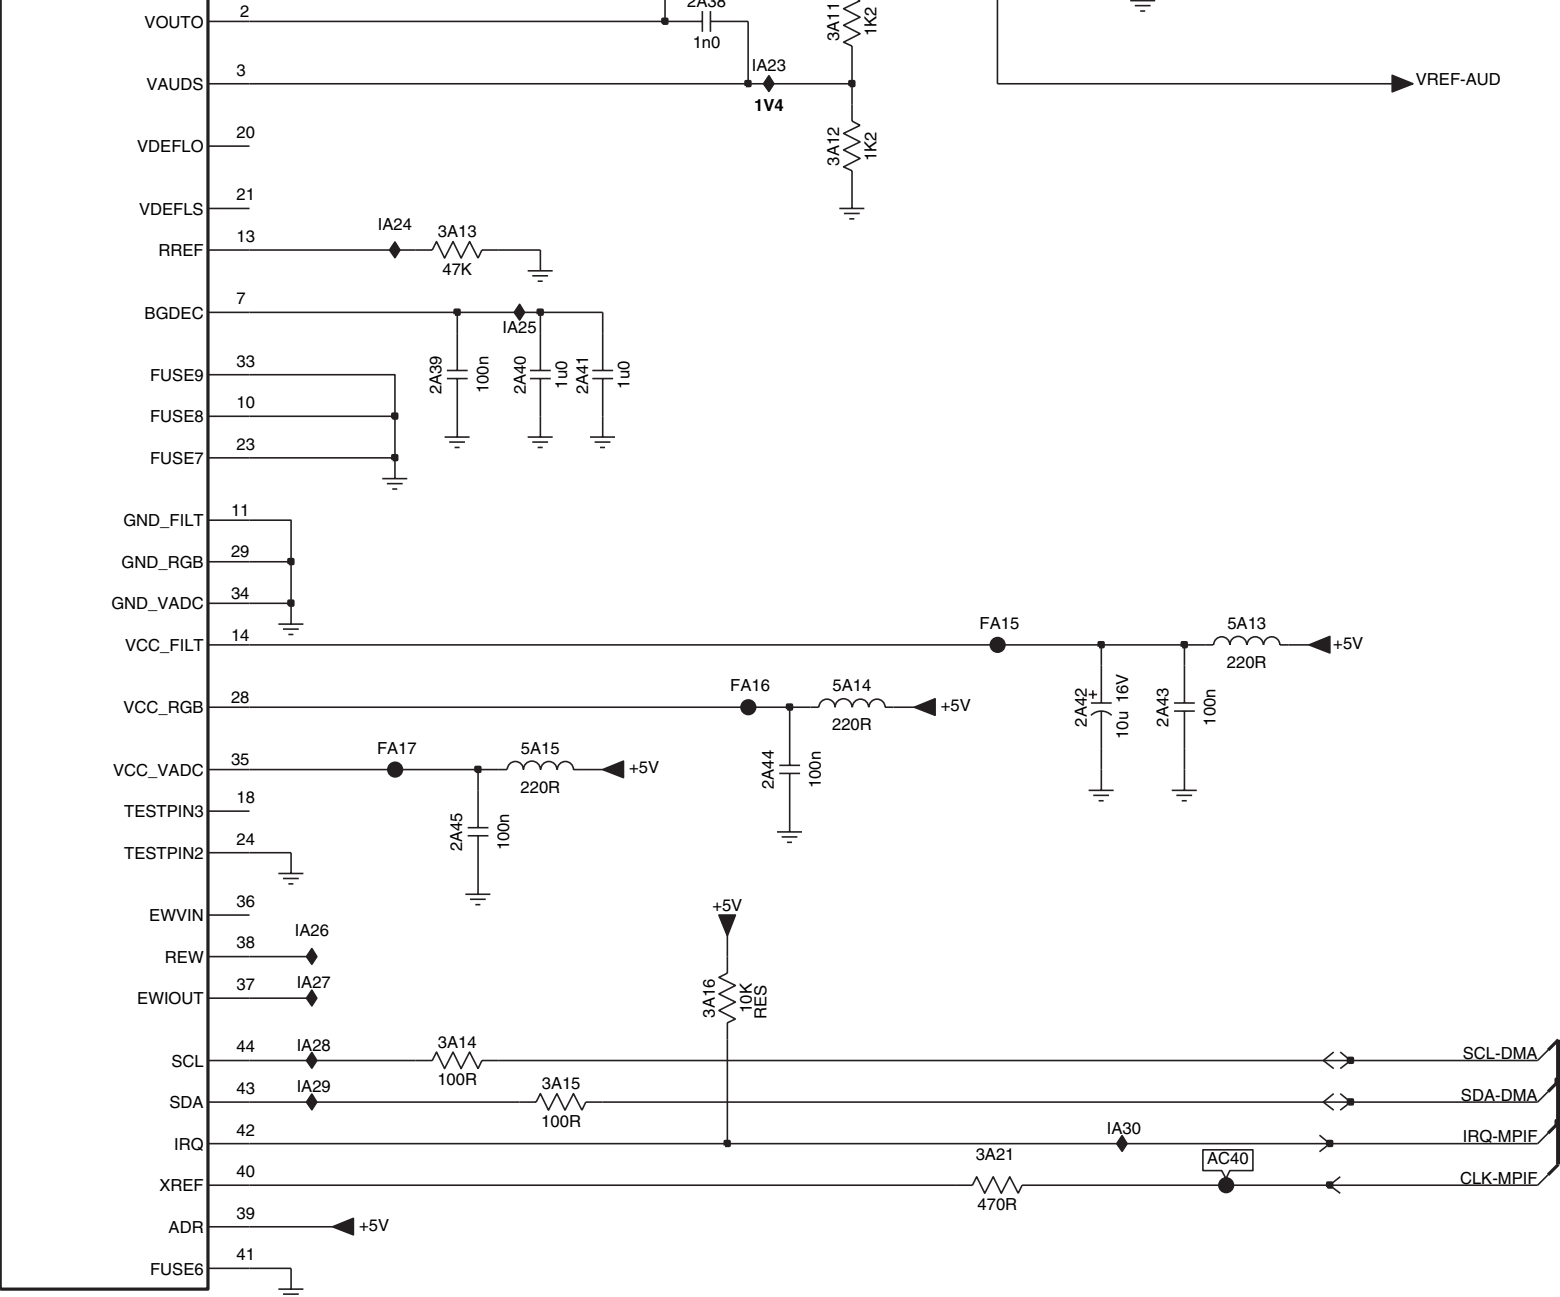 2A38
VOUTO 2
1n0
3A11 1K2
VAUDS 3
IA23
1V4
VREF-AUD
VDEFLO 20
3A12 1K2
VDEFLS 21
RREF 13
IA24
3A13
47K
BGDEC 7
IA25
FUSE9 33
2A39 100n
2A40 1u0
2A41 1u0
FUSE8 10
FUSE7 23
GND_FILT 11
GND_RGB 29
GND_VADC 34
VCC_FILT 14
FA15
5A13
220R
+5V
VCC_RGB 28
FA16
5A14
220R
+5V
2A42 + 10u 16V
2A43 100n
VCC_VADC 35
FA17
5A15
220R
+5V
2A44 100n
TESTPIN3 18
2A45 100n
TESTPIN2 24
EWVIN 36
+5V
REW 38
IA26
EWIOUT 37
IA27
3A16 10K RES
SCL 44
IA28
3A14
100R
SCL-DMA
SDA 43
IA29
3A15
100R
SDA-DMA
IRQ 42
IA30
IRQ-MPIF
XREF 40
3A21
470R
AC40
CLK-MPIF
ADR 39
+5V
FUSE6 41